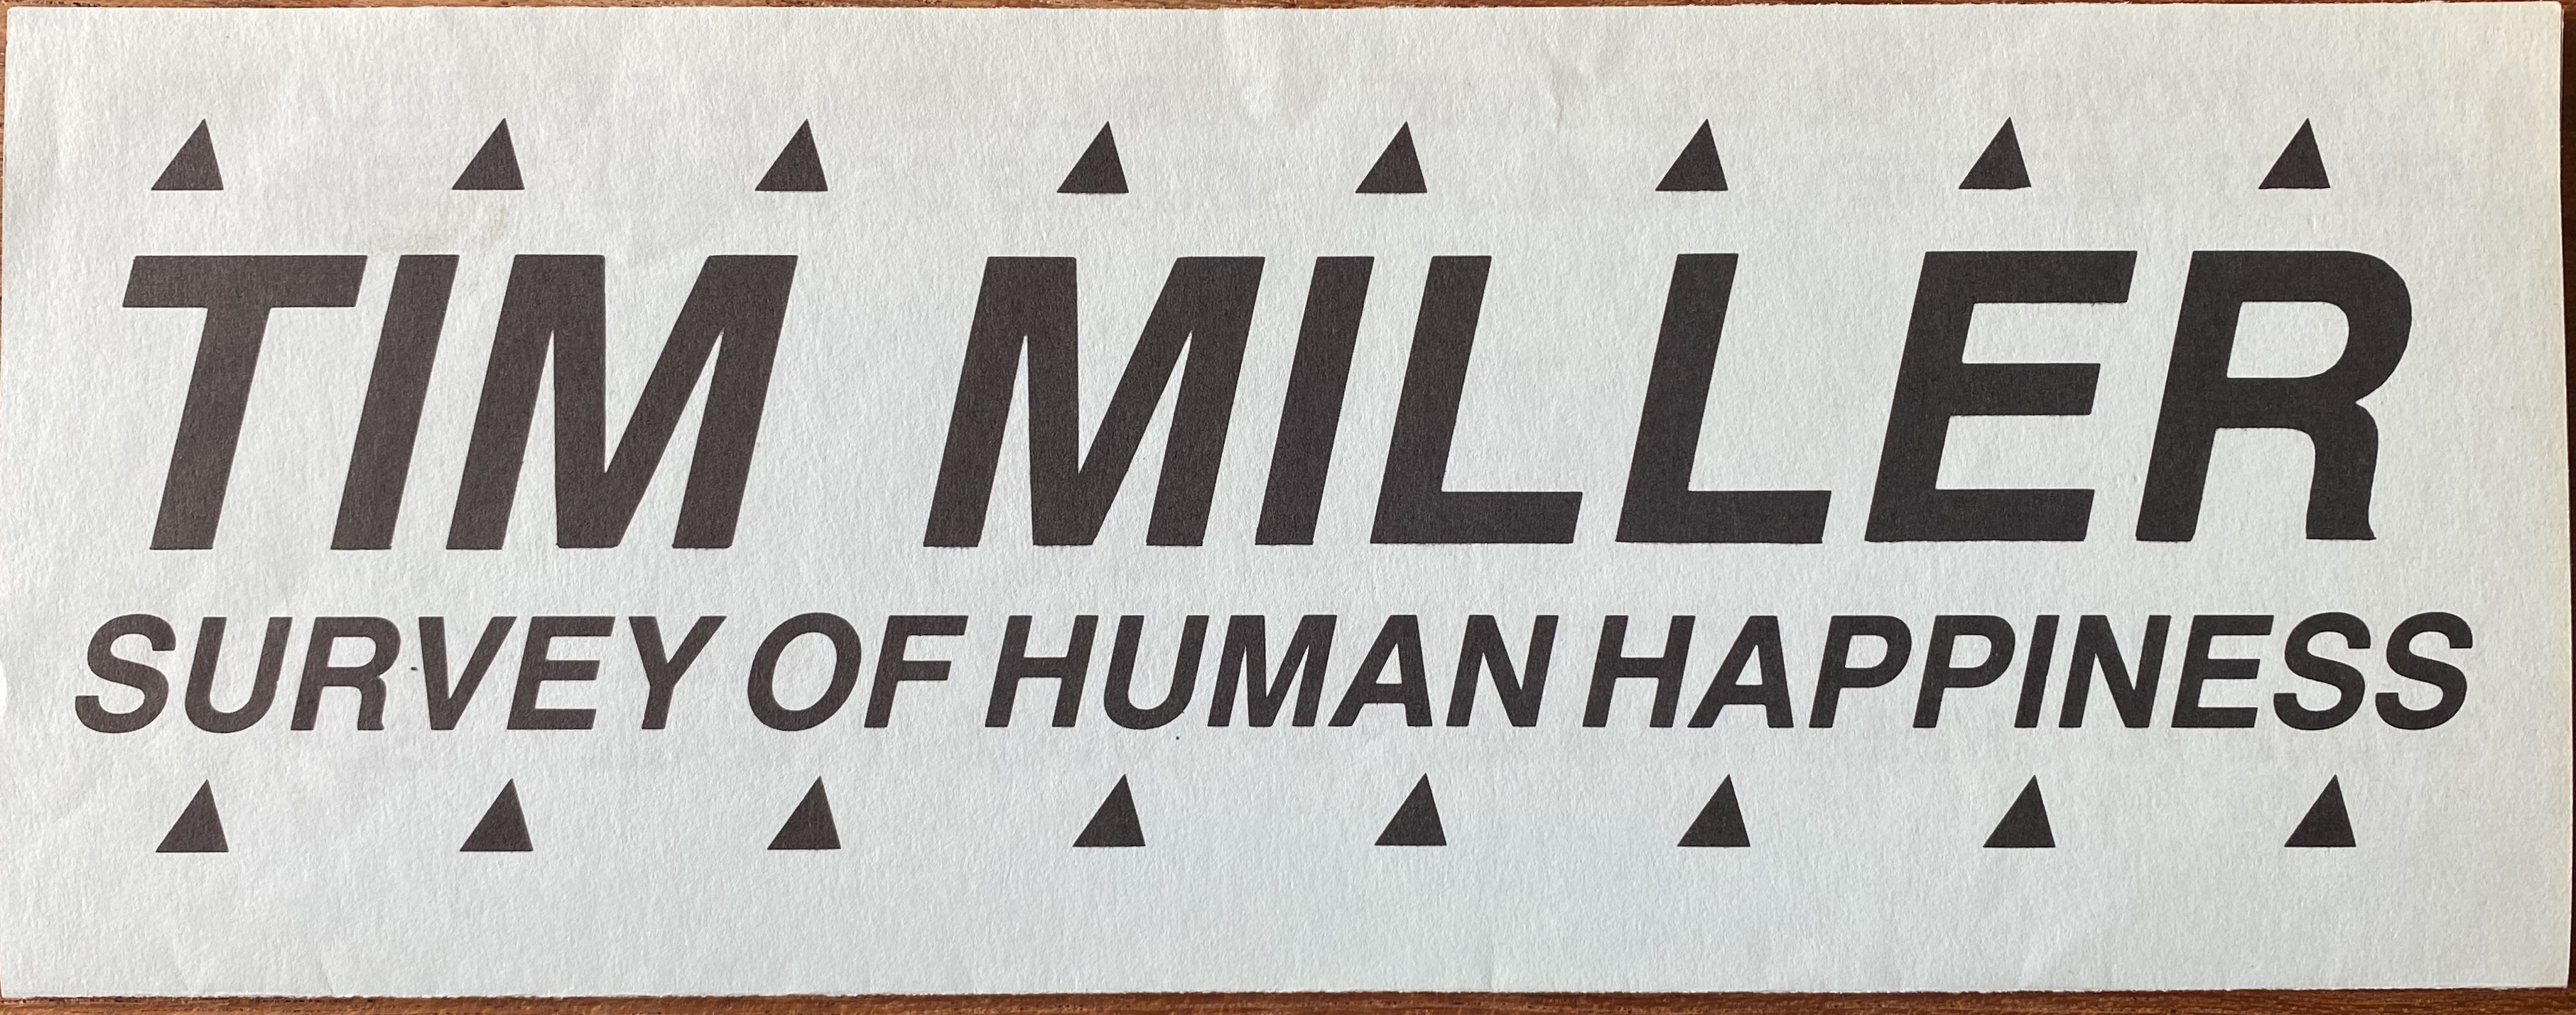 TIM MILLER
SURVEY OF HUMAN HAPPINESS